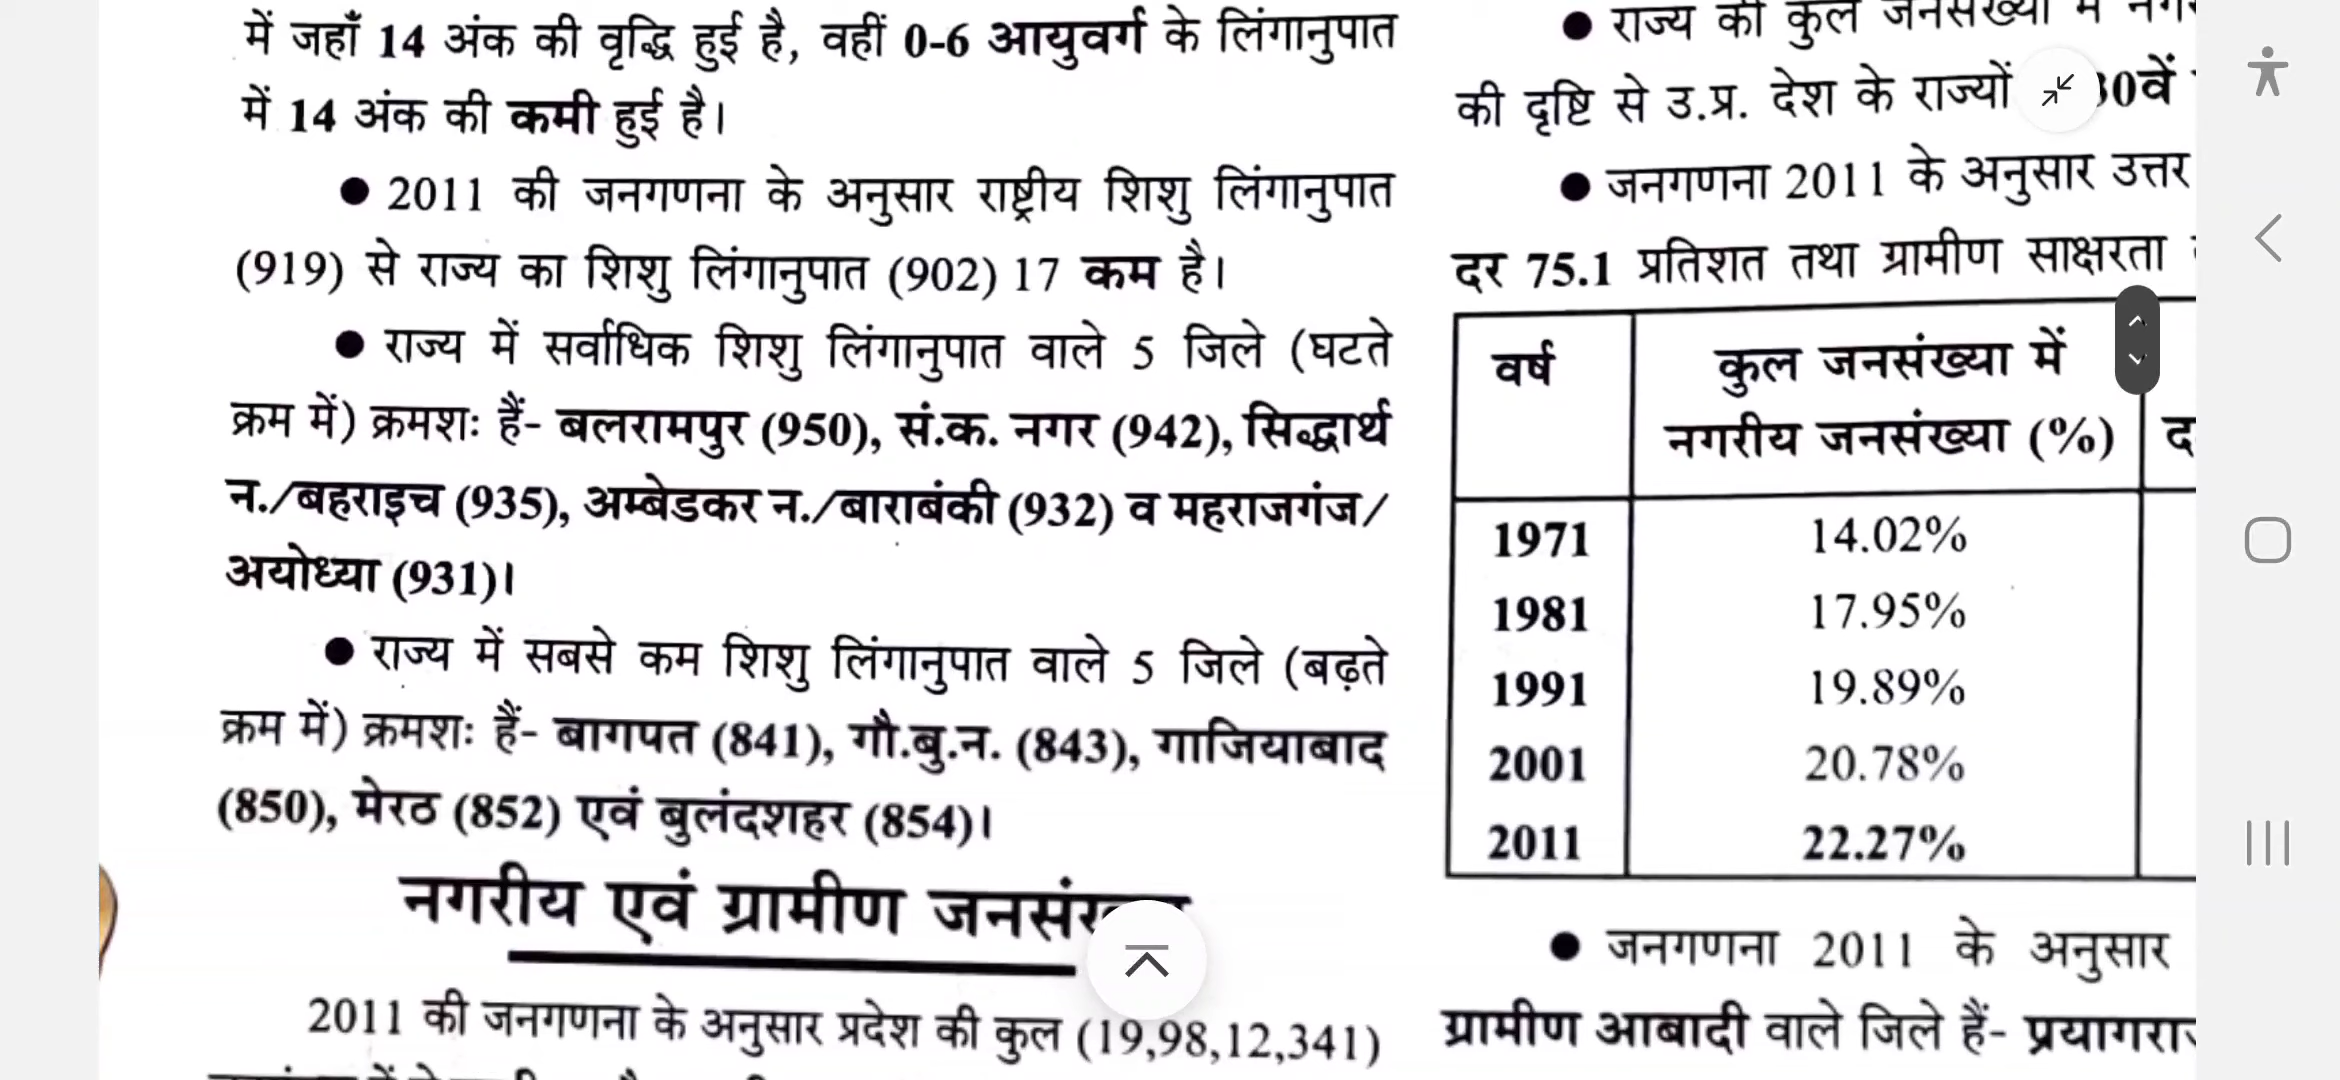 में जहाँ 14 अंक की वृद्धि हुई है, वहीं 0-6 आयुवर्ग के लिंगानुपात
में 14 अंक की कमी हुई है।
● 2011 की जनगणना के अनुसार राष्ट्रीय शिशु लिंगानुपात
(919) से राज्य का शिशु लिंगानुपात (902) 17 कम है।
● राज्य में सर्वाधिक शिशु लिंगानुपात वाले 5 जिले (घटते
क्रम में) क्रमशः हैं- बलरामपुर (950), सं.क. नगर (942), सिद्धार्थ
न./बहराइच (935), अम्बेडकर न./बाराबंकी (932) व महराजगंज/
अयोध्या (931)।
● राज्य में सबसे कम शिशु लिंगानुपात वाले 5 जिले (बढ़ते
क्रम में) क्रमशः हैं- बागपत (841), गौ.बु.न. (843), गाजियाबाद
(850), मेरठ (852) एवं बुलंदशहर (854)।
नगरीय एवं ग्रामीण
2011 की जनगणना के अनुसार प्रदेश की कुल (19,98,12,341)
● राज्य की कुल जनसंख्या में
की दृष्टि से उ.प्र. देश के राज्यों
● जनगणना 2011 के अनुसार उत्तर
दर 75.1 प्रतिशत तथा ग्रामीण साक्षरता
वर्ष कुल जनसंख्या में
नगरीय जनसंख्या (%)
1971 14.02%
1981 17.95%
1991 19.89%
2001 20.78%
2011 22.27%
● जनगणना 2011 के अनुसार
ग्रामीण आबादी वाले जिले हैं-